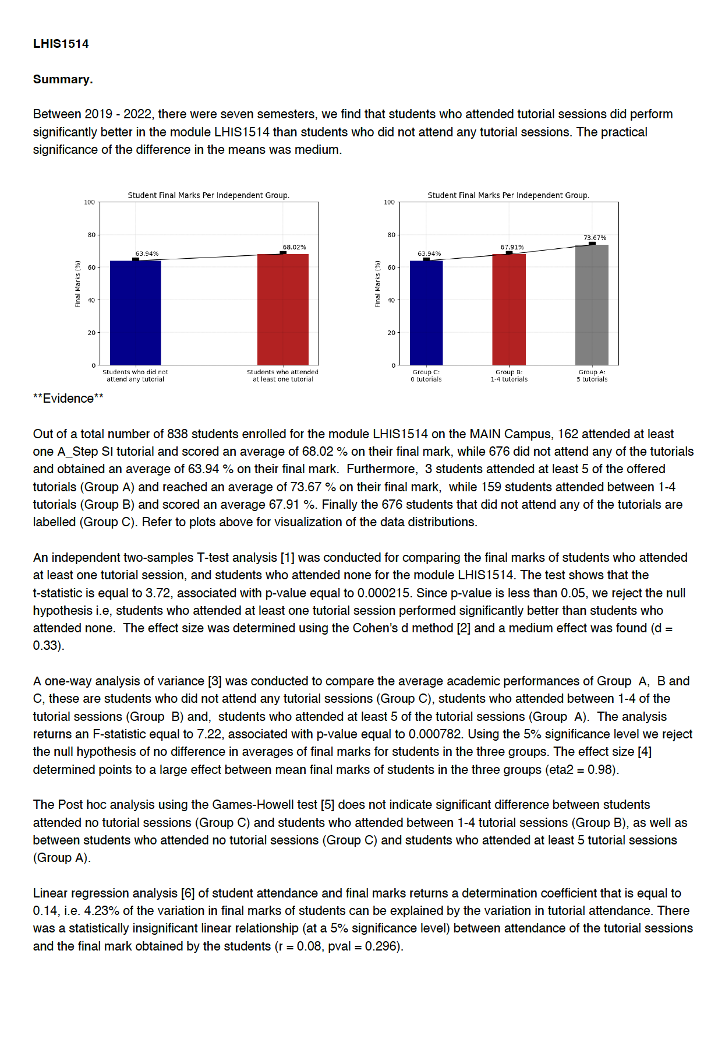 LHIS1514
Summary.
Between 2019 - 2022, there were seven semesters, we find that students who attended tutorial sessions did perform
significantly better in the module LHIS1514 than students who did not attend any tutorial sessions. The practical
significance of the difference in the means was medium.
Student Final Marks Per Independent Group.
100
80
60
40
20
0
Final Marks (%)
63.94%
68.02%
Students who did not
attend any tutorial
Students who attended
at least one tutorial
Student Final Marks Per Independent Group.
100
80
60
40
20
0
Final Marks (%)
63.94%
67.91%
73.67%
Group C:
0 tutorials
Group B:
1-4 tutorials
Group A:
5 tutorials
**Evidence**
Out of a total number of 838 students enrolled for the module LHIS1514 on the MAIN Campus, 162 attended at least
one A_Step SI tutorial and scored an average of 68.02 % on their final mark, while 676 did not attend any of the tutorials
and obtained an average of 63.94 % on their final mark.  Furthermore,  3 students attended at least 5 of the offered
tutorials (Group A) and reached an average of 73.67 % on their final mark,  while 159 students attended between 1-4
tutorials (Group B) and scored an average 67.91 %. Finally the 676 students that did not attend any of the tutorials are
labelled (Group C). Refer to plots above for visualization of the data distributions.
An independent two-samples T-test analysis [1] was conducted for comparing the final marks of students who attended
at least one tutorial session, and students who attended none for the module LHIS1514. The test shows that the
t-statistic is equal to 3.72, associated with p-value equal to 0.000215. Since p-value is less than 0.05, we reject the null
hypothesis i.e, students who attended at least one tutorial session performed significantly better than students who
attended none.  The effect size was determined using the Cohen's d method [2] and a medium effect was found (d =
0.33).
A one-way analysis of variance [3] was conducted to compare the average academic performances of Group  A,  B and
C, these are students who did not attend any tutorial sessions (Group C), students who attended between 1-4 of the
tutorial sessions (Group  B) and,  students who attended at least 5 of the tutorial sessions (Group  A).  The analysis
returns an F-statistic equal to 7.22, associated with p-value equal to 0.000782. Using the 5% significance level we reject
the null hypothesis of no difference in averages of final marks for students in the three groups. The effect size [4]
determined points to a large effect between mean final marks of students in the three groups (eta2 = 0.98).
The Post hoc analysis using the Games-Howell test [5] does not indicate significant difference between students
attended no tutorial sessions (Group C) and students who attended between 1-4 tutorial sessions (Group B), as well as
between students who attended no tutorial sessions (Group C) and students who attended at least 5 tutorial sessions
(Group A).
Linear regression analysis [6] of student attendance and final marks returns a determination coefficient that is equal to
0.14, i.e. 4.23% of the variation in final marks of students can be explained by the variation in tutorial attendance. There
was a statistically insignificant linear relationship (at a 5% significance level) between attendance of the tutorial sessions
and the final mark obtained by the students (r = 0.08, pval = 0.296).